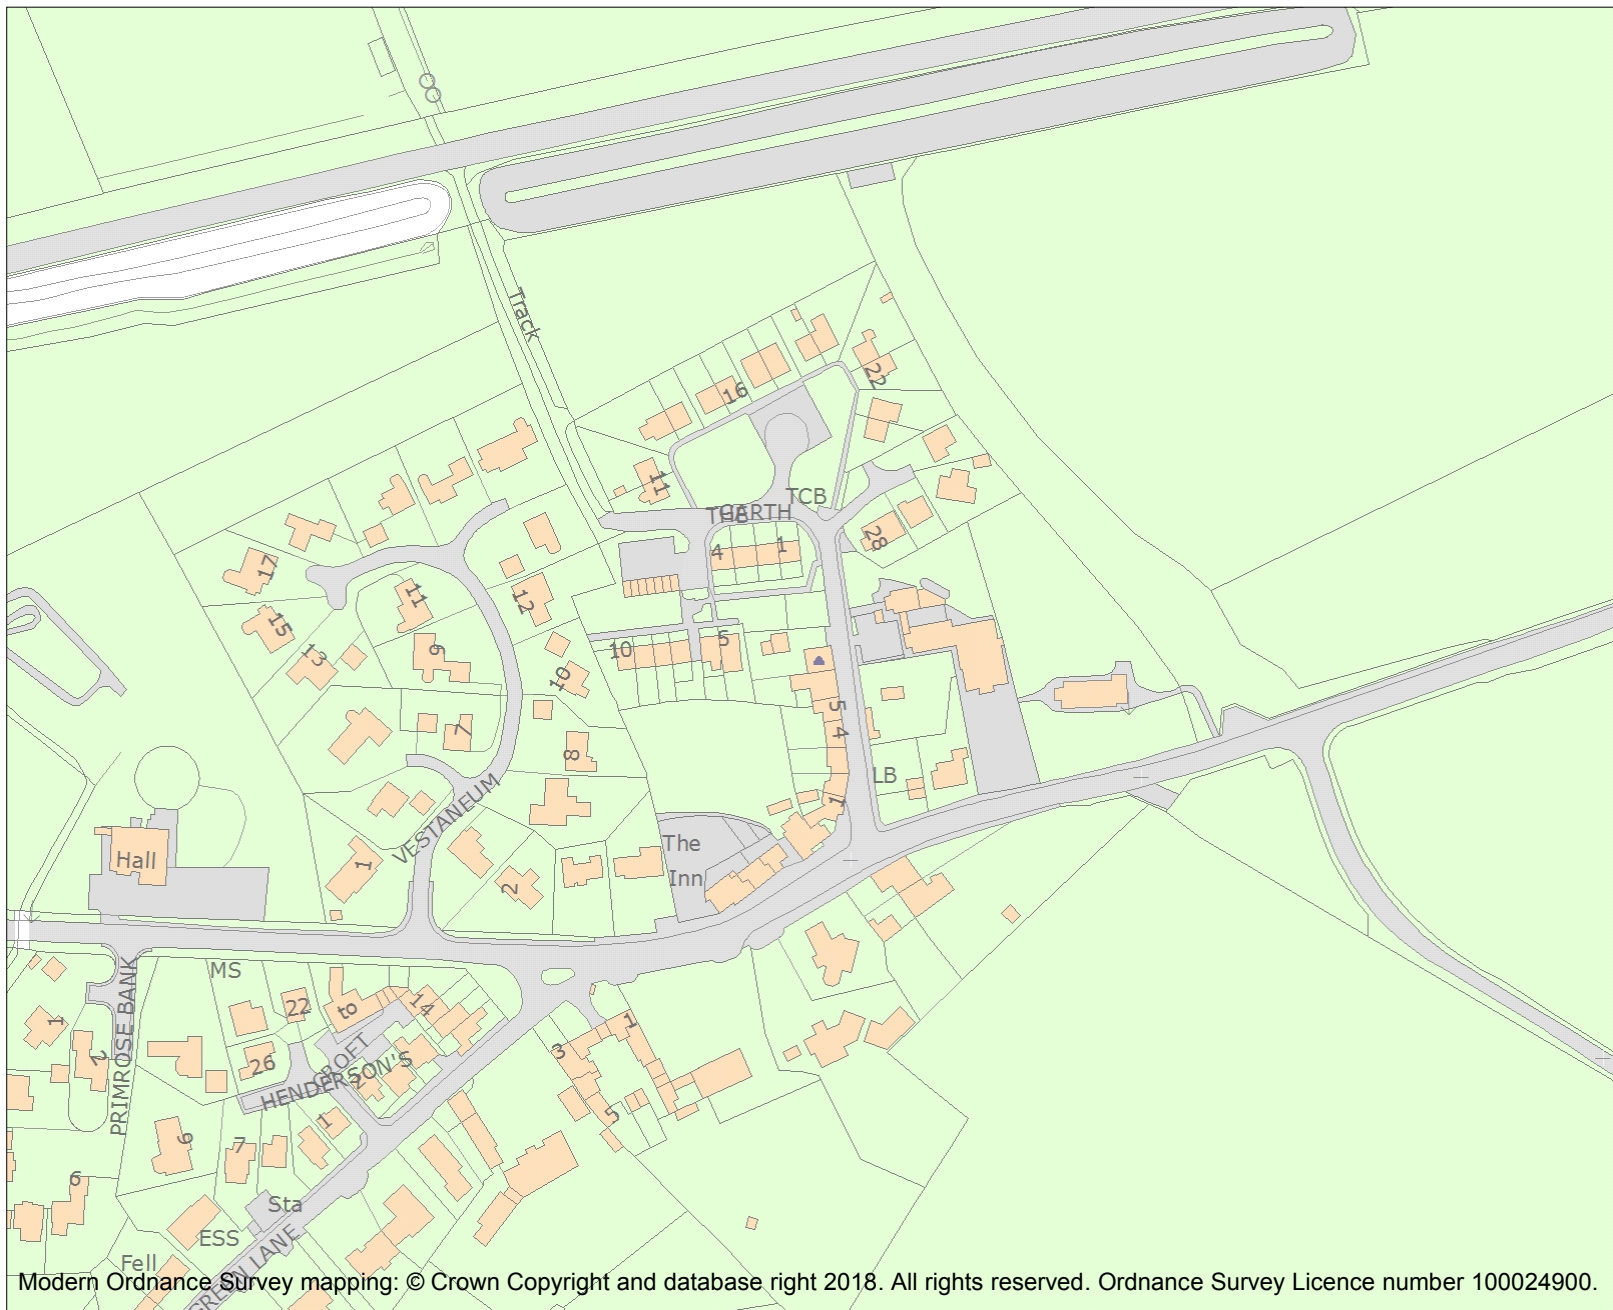 Track
16
22
11
TCB
THE
GARTH
4
1
28
17
11
12
15
13
9
10
5
10
7
5
4
8
LB
VESTANEUM
1
The
Inn
Hall
1
2
MS
22
to
14
PRIMROSE BANK
1
1
3
2
26
CROFT
HENDERSON'S
2
1
5
9
7
6
Sta
ESS
GREEN LANE
Fell
Modern Ordnance Survey mapping: © Crown Copyright and database right 2018. All rights reserved. Ordnance Survey Licence number 100024900.